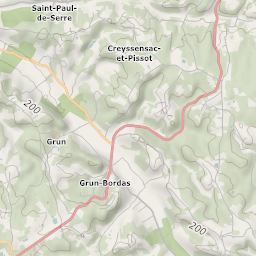 Saint-Paul-
de-Serre
Creyssensac-
et-Pissot
200
Grun
Grun-Bordas
200